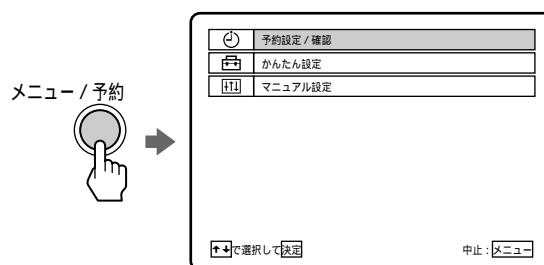 メニュー / 予約
予約設定 / 確認
かんたん設定
マニュアル設定
↑↓で選択して決定
中止 : メニュー